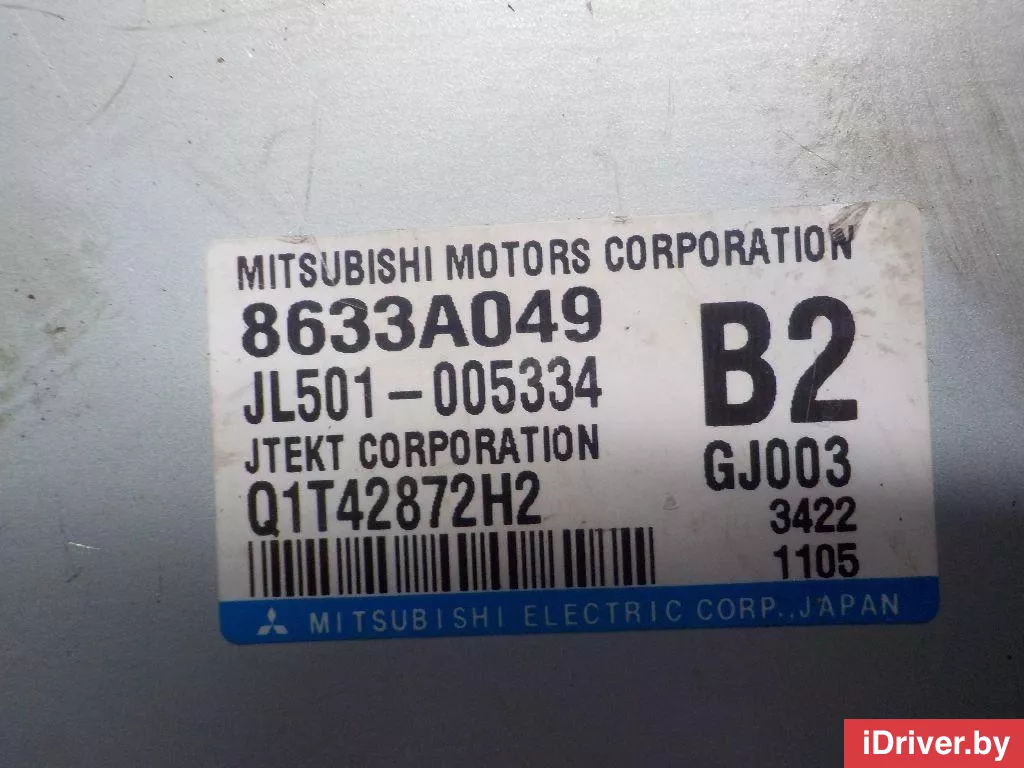 MITSUBISHI MOTORS CORPORATION
8633A049
B2
JL501-005334
JTEKT CORPORATION
GJ003
Q1T42872H2
3422
1105
MITSUBISHI ELECTRIC CORP., JAPAN
iDriver.by